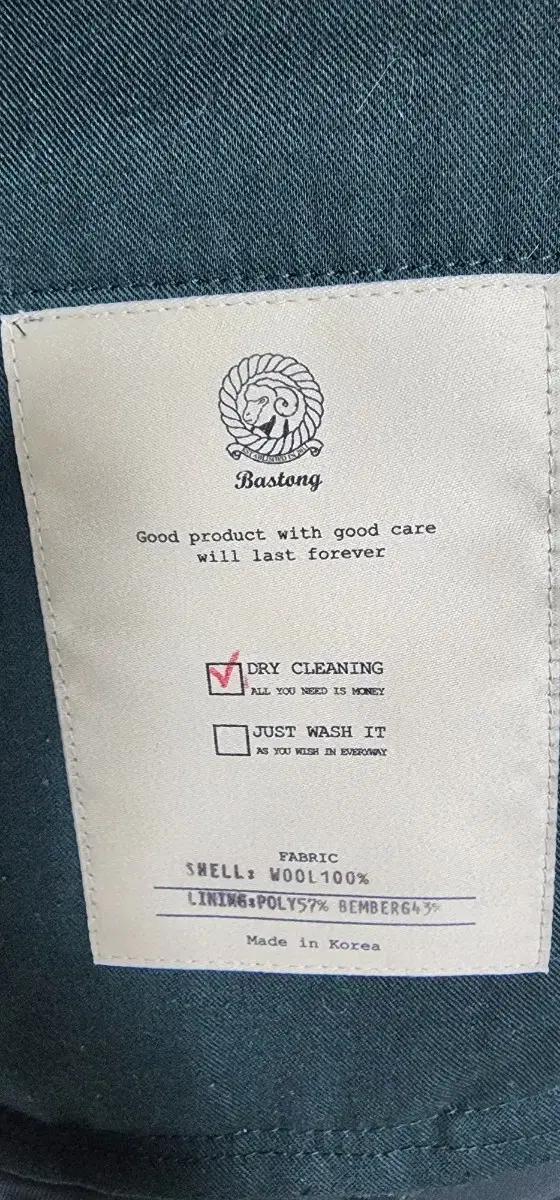 Bastong
Good product with good care
will last forever
DRY CLEANING
ALL YOU NEED IS MONEY
JUST WASH IT
AS YOU WISH IN EVERYWAY
FABRIC
SHELL: WOOL100%
LINING:POLY57% BEMBERG43%
Made in Korea